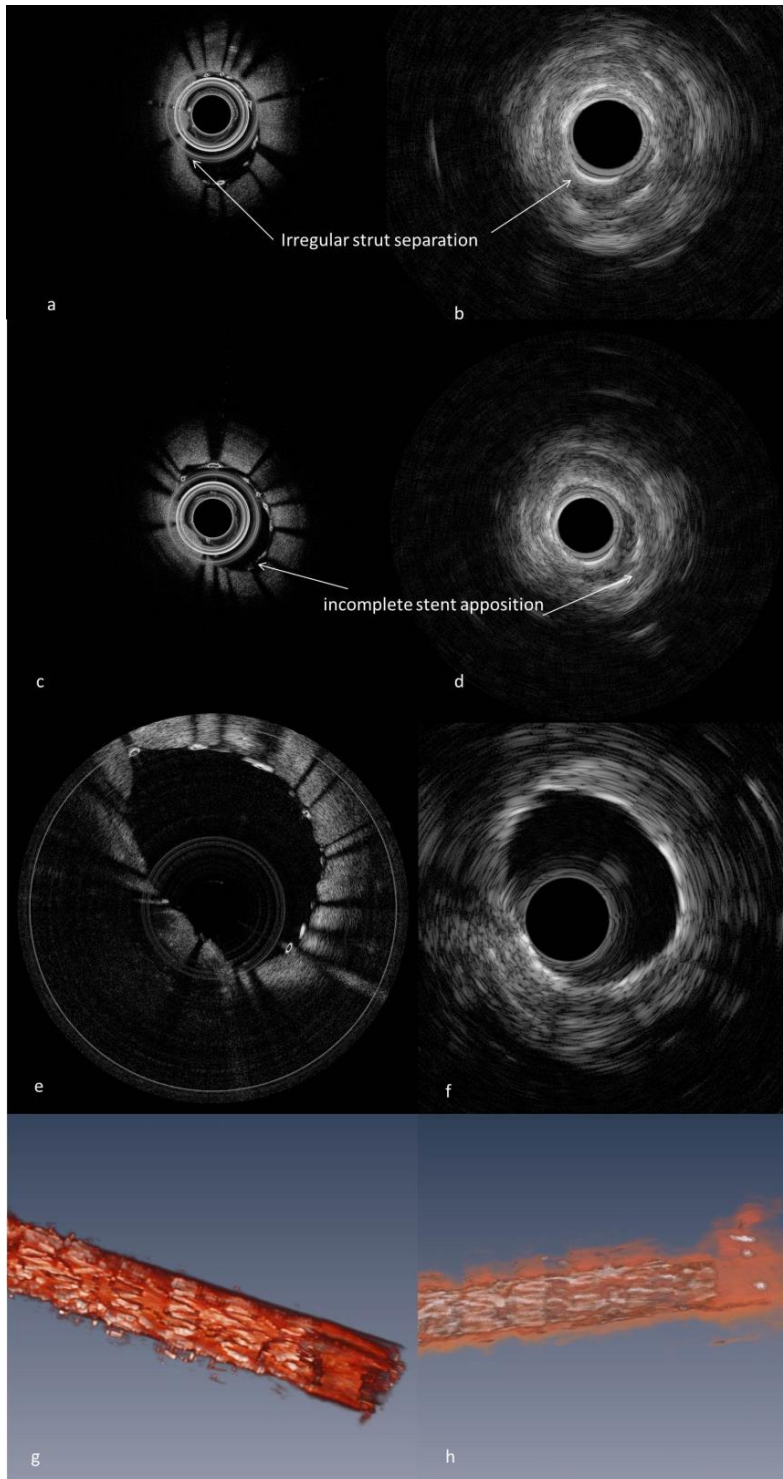 Irregular strut separation
a
b
incomplete stent apposition
c
d
e
f
g
h